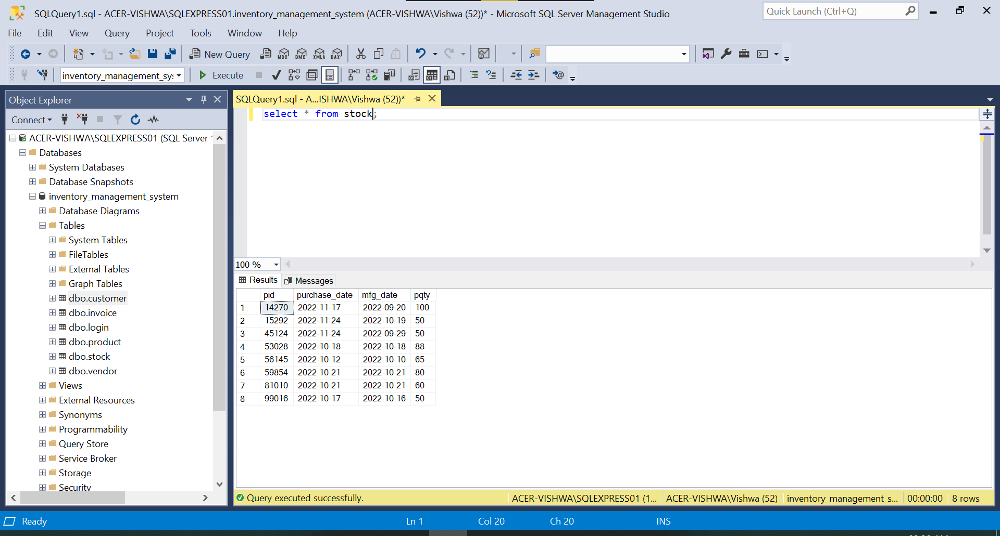 SQLQuery1.sql - ACER-VISHWA\SQLEXPRESS01.inventory_management_system (ACER-VISHWA\Vishwa (52))* - Microsoft SQL Server Management Studio
Quick Launch (Ctrl+Q)
File Edit View Query Project Tools Window Help
New Query MDX DMX XMLA DAX
inventory_management_sys Execute
Object Explorer
Connect
ACER-VISHWA\SQLEXPRESS01 (SQL Server
Databases
System Databases
Database Snapshots
inventory_management_system
Database Diagrams
Tables
System Tables
FileTables
External Tables
Graph Tables
dbo.customer
dbo.invoice
dbo.login
dbo.product
dbo.stock
dbo.vendor
Views
External Resources
Synonyms
Programmability
Query Store
Service Broker
Storage
Security
SQLQuery1.sql - A...ISHWA\Vishwa (52))*
select * from stock;
100 %
Results Messages
pid purchase_date mfg_date pqty
1 14270 2022-11-17 2022-09-20 100
2 15292 2022-11-24 2022-10-19 50
3 45124 2022-11-24 2022-09-29 50
4 53028 2022-10-18 2022-10-18 88
5 56145 2022-10-12 2022-10-10 65
6 59854 2022-10-21 2022-10-21 80
7 81010 2022-10-21 2022-10-21 60
8 99016 2022-10-17 2022-10-16 50
Query executed successfully. ACER-VISHWA\SQLEXPRESS01 (1... ACER-VISHWA\Vishwa (52) inventory_management_s... 00:00:00 8 rows
Ready Ln 1 Col 20 Ch 20 INS